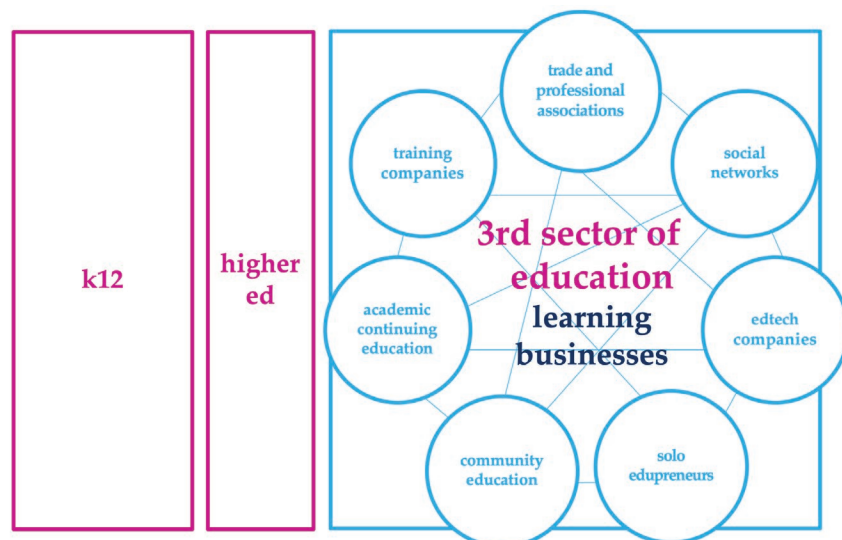 k12
higher
ed
trade and
professional
associations
training
companies
social
networks
3rd sector of
education
learning
businesses
academic
continuing
education
edtech
companies
community
education
solo
edupreneurs